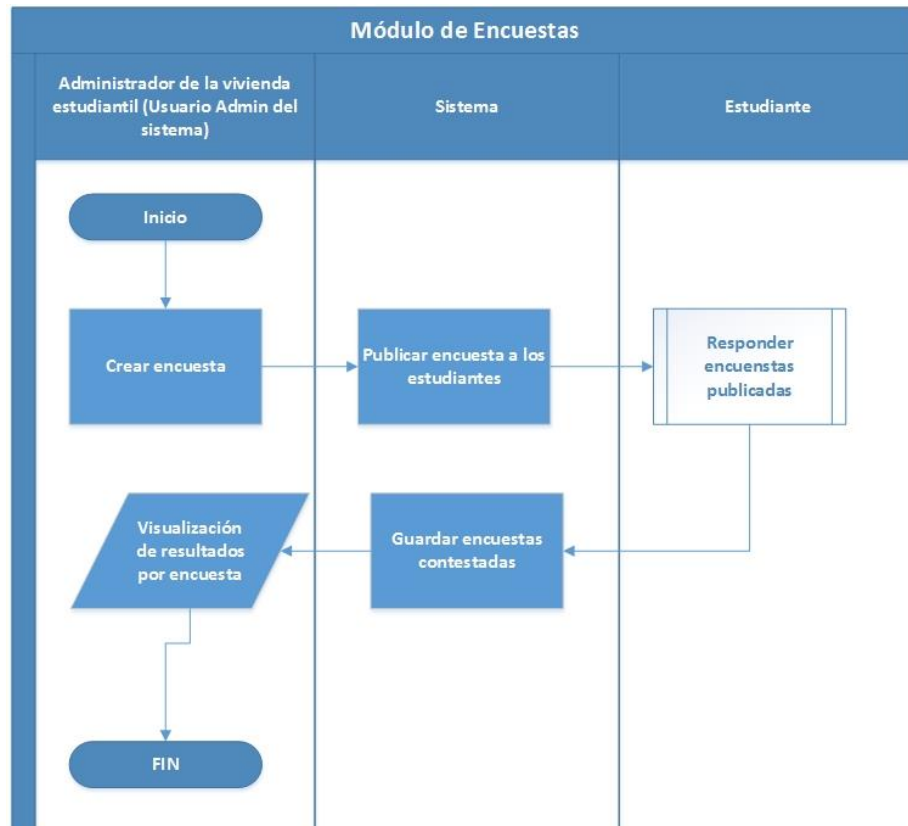 Módulo de Encuestas
Administrador de la vivienda
estudiantil (Usuario Admin del
sistema)
Sistema
Estudiante
Inicio
Crear encuesta
Publicar encuesta a los
estudiantes
Responder
encuenstas
publicadas
Visualización
de resultados
por encuesta
Guardar encuestas
contestadas
FIN